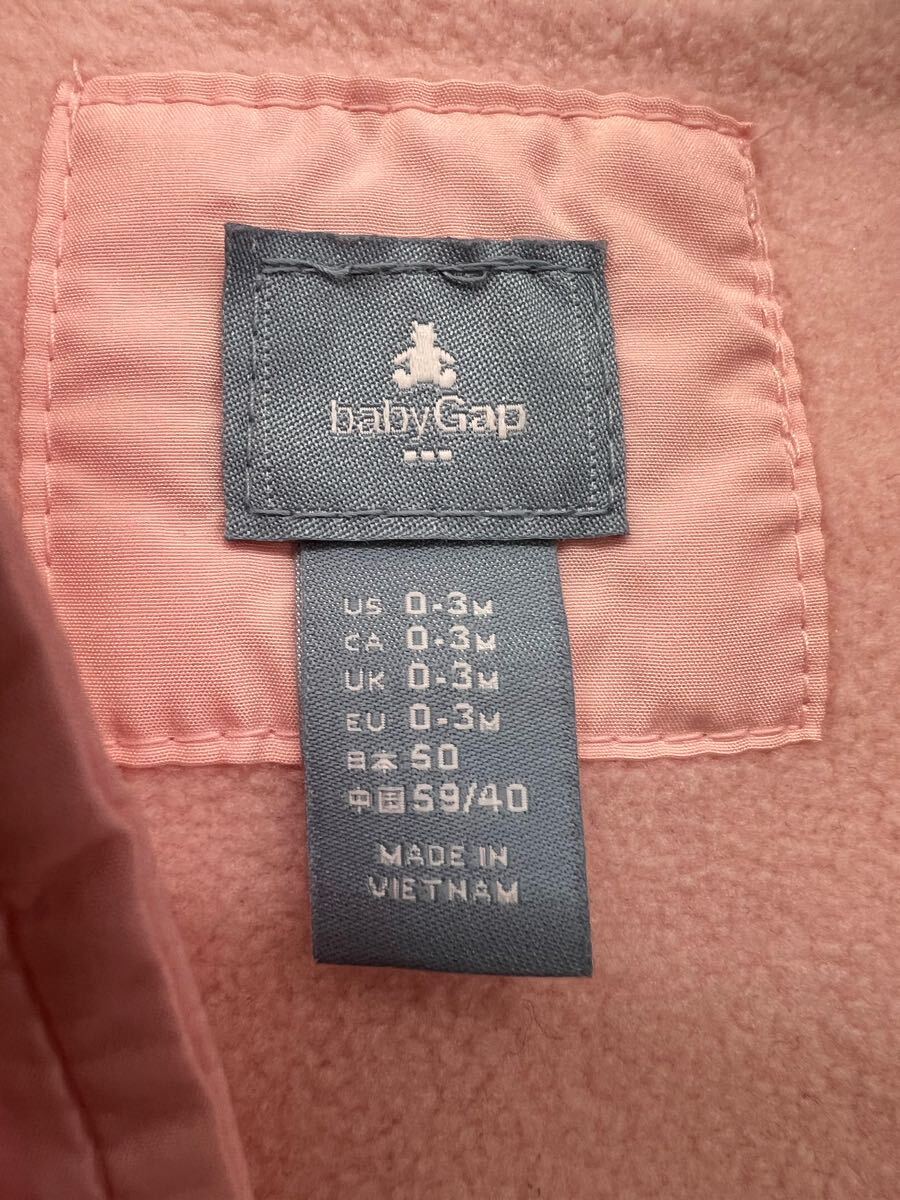 babyGap
US 0-3M
CA 0-3M
UK 0-3M
EU 0-3M
日本 50
中国 59/40
MADE IN
VIETNAM